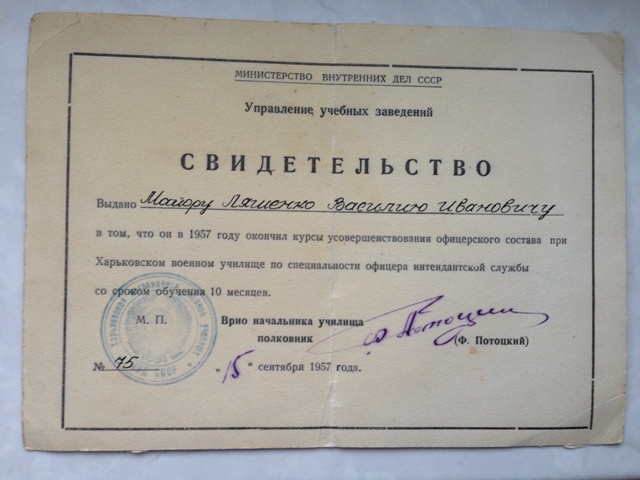 МИНИСТЕРСТВО ВНУТРЕННИХ ДЕЛ СССР
Управление учебных заведений
СВИДЕТЕЛЬСТВО
Выдано Майору Ляшенко Василию Ивановичу
в том, что он в 1957 году окончил курсы усовершенствования офицерского состава при
Харьковском военном училище по специальности офицера интендантской службы
со сроком обучения 10 месяцев.
М. П.
Врио начальника училища
полковник
(Ф. Потоцкий)
№ 75
"15" сентября 1957 года.